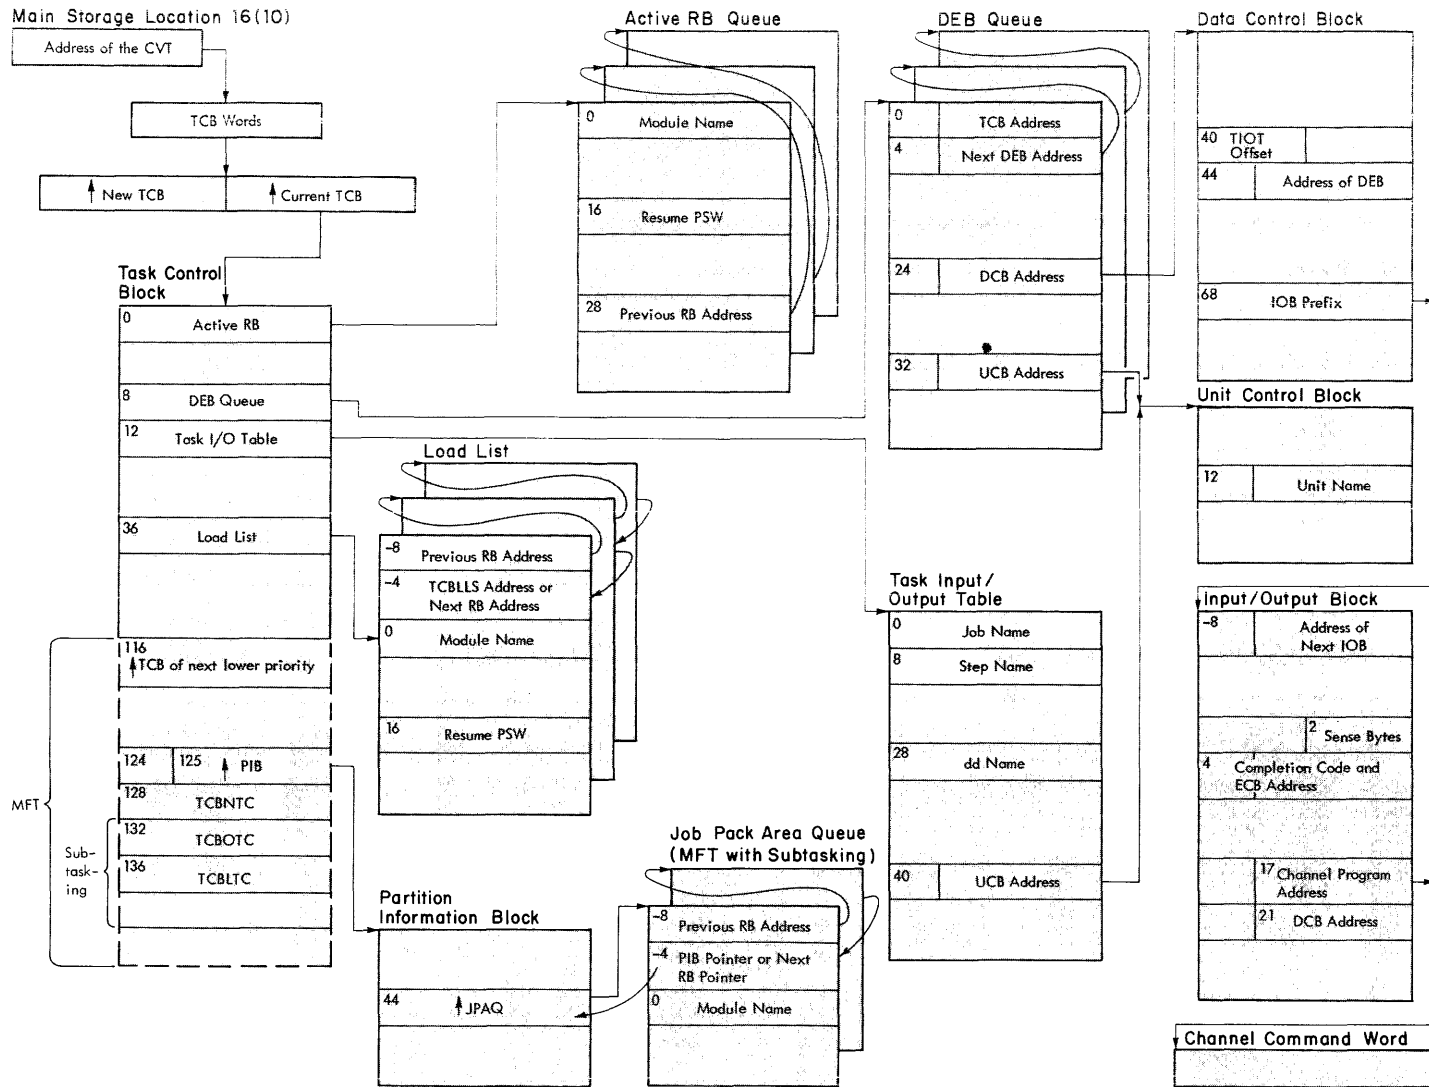 Main Storage Location 16(10)
Address of the CVT
TCB Words
New TCB
Current TCB
Task Control
Block
0
Active RB
8
DEB Queue
12
Task I/O Table
36
Load List
116
TCB of next lower priority
124
125
PIB
128
TCBNTC
132
TCBOTC
136
TCBLTC
MFT
Sub-
task-
ing
Active RB Queue
0
Module Name
16
Resume PSW
28
Previous RB Address
Load List
-8
Previous RB Address
-4
TCBLLS Address or
Next RB Address
0
Module Name
16
Resume PSW
Partition
Information Block
44
JPAQ
Job Pack Area Queue
(MFT with Subtasking)
-8
Previous RB Address
-4
PIB Pointer or Next
RB Pointer
0
Module Name
DEB Queue
0
TCB Address
4
Next DEB Address
24
DCB Address
32
UCB Address
Task Input/
Output Table
0
Job Name
8
Step Name
28
dd Name
40
UCB Address
Data Control Block
40
TIOT
Offset
44
Address of DEB
68
IOB Prefix
Unit Control Block
12
Unit Name
Input/Output Block
-8
Address of
Next IOB
2
Sense Bytes
4
Completion Code and
ECB Address
17
Channel Program
Address
21
DCB Address
Channel Command Word